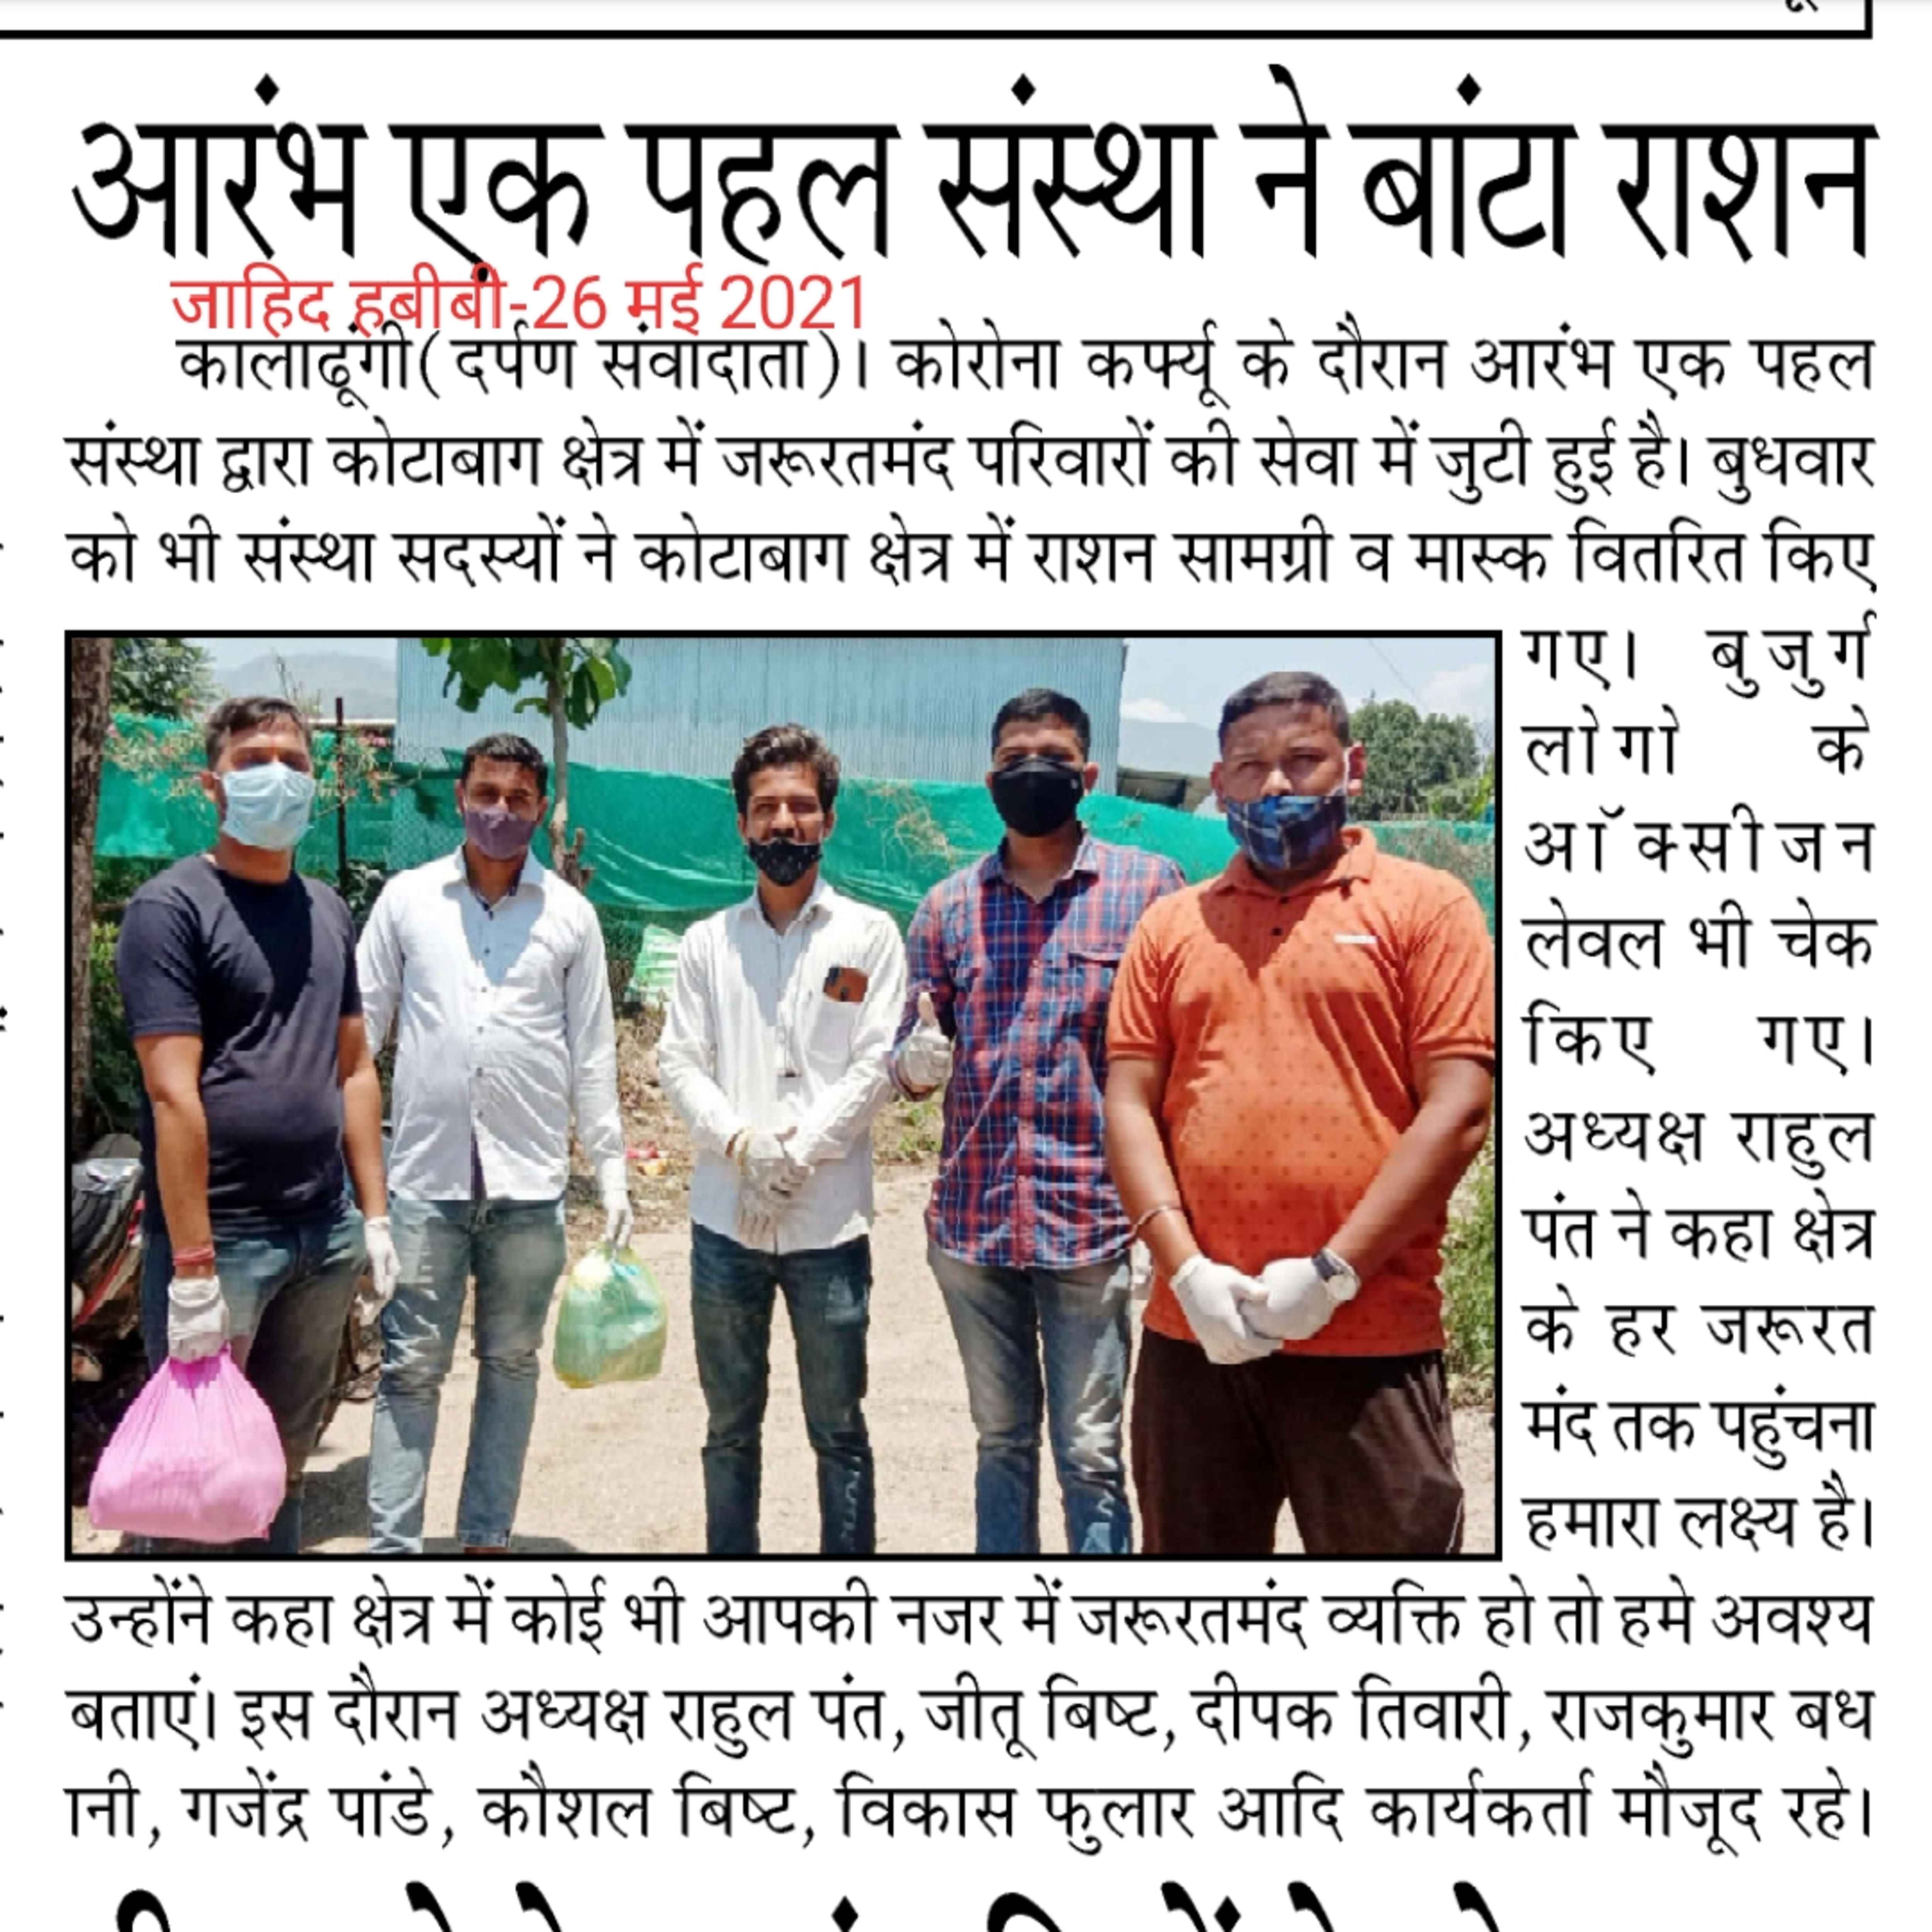 आरंभ एक पहल संस्था ने बांटा राशन
जाहिद हबीबी-26 मई 2021
कालाढूंगी(दर्पण संवादाता)। कोरोना कर्फ्यू के दौरान आरंभ एक पहल
संस्था द्वारा कोटाबाग क्षेत्र में जरूरतमंद परिवारों की सेवा में जुटी हुई है। बुधवार
को भी संस्था सदस्यों ने कोटाबाग क्षेत्र में राशन सामग्री व मास्क वितरित किए
गए। बुजुर्ग
लोगो के
ऑक्सीजन
लेवल भी चेक
किए गए।
अध्यक्ष राहुल
पंत ने कहा क्षेत्र
के हर जरूरत
मंद तक पहुंचना
हमारा लक्ष्य है।
उन्होंने कहा क्षेत्र में कोई भी आपकी नजर में जरूरतमंद व्यक्ति हो तो हमे अवश्य
बताएं। इस दौरान अध्यक्ष राहुल पंत, जीतू बिष्ट, दीपक तिवारी, राजकुमार बध
ानी, गजेंद्र पांडे, कौशल बिष्ट, विकास फुलार आदि कार्यकर्ता मौजूद रहे।